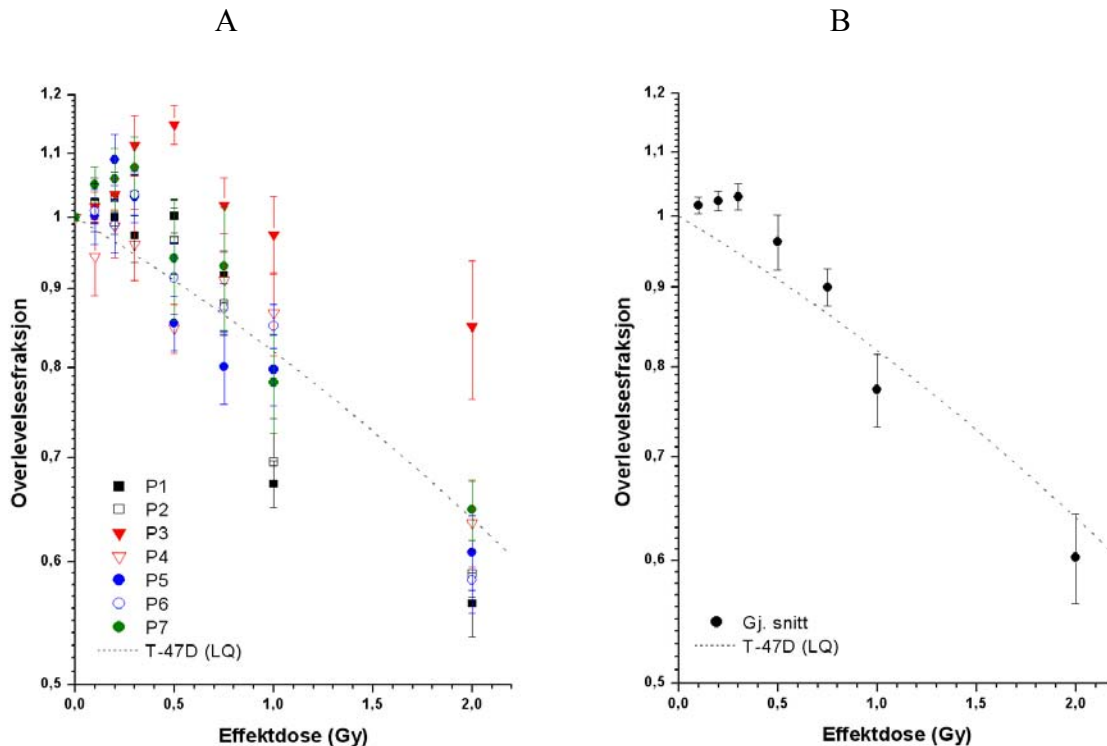 A
B
Overlevelsesfraksjon
1,2
1,1
1
0,9
0,8
0,7
0,6
0,5
P1
P2
P3
P4
P5
P6
P7
T-47D (LQ)
0,0 0,5 1,0 1,5 2,0
Effektdose (Gy)
Overlevelsesfraksjon
1,2
1,1
1
0,9
0,8
0,7
0,6
0,5
Gj. snitt
T-47D (LQ)
0,0 0,5 1,0 1,5 2,0
Effektdose (Gy)